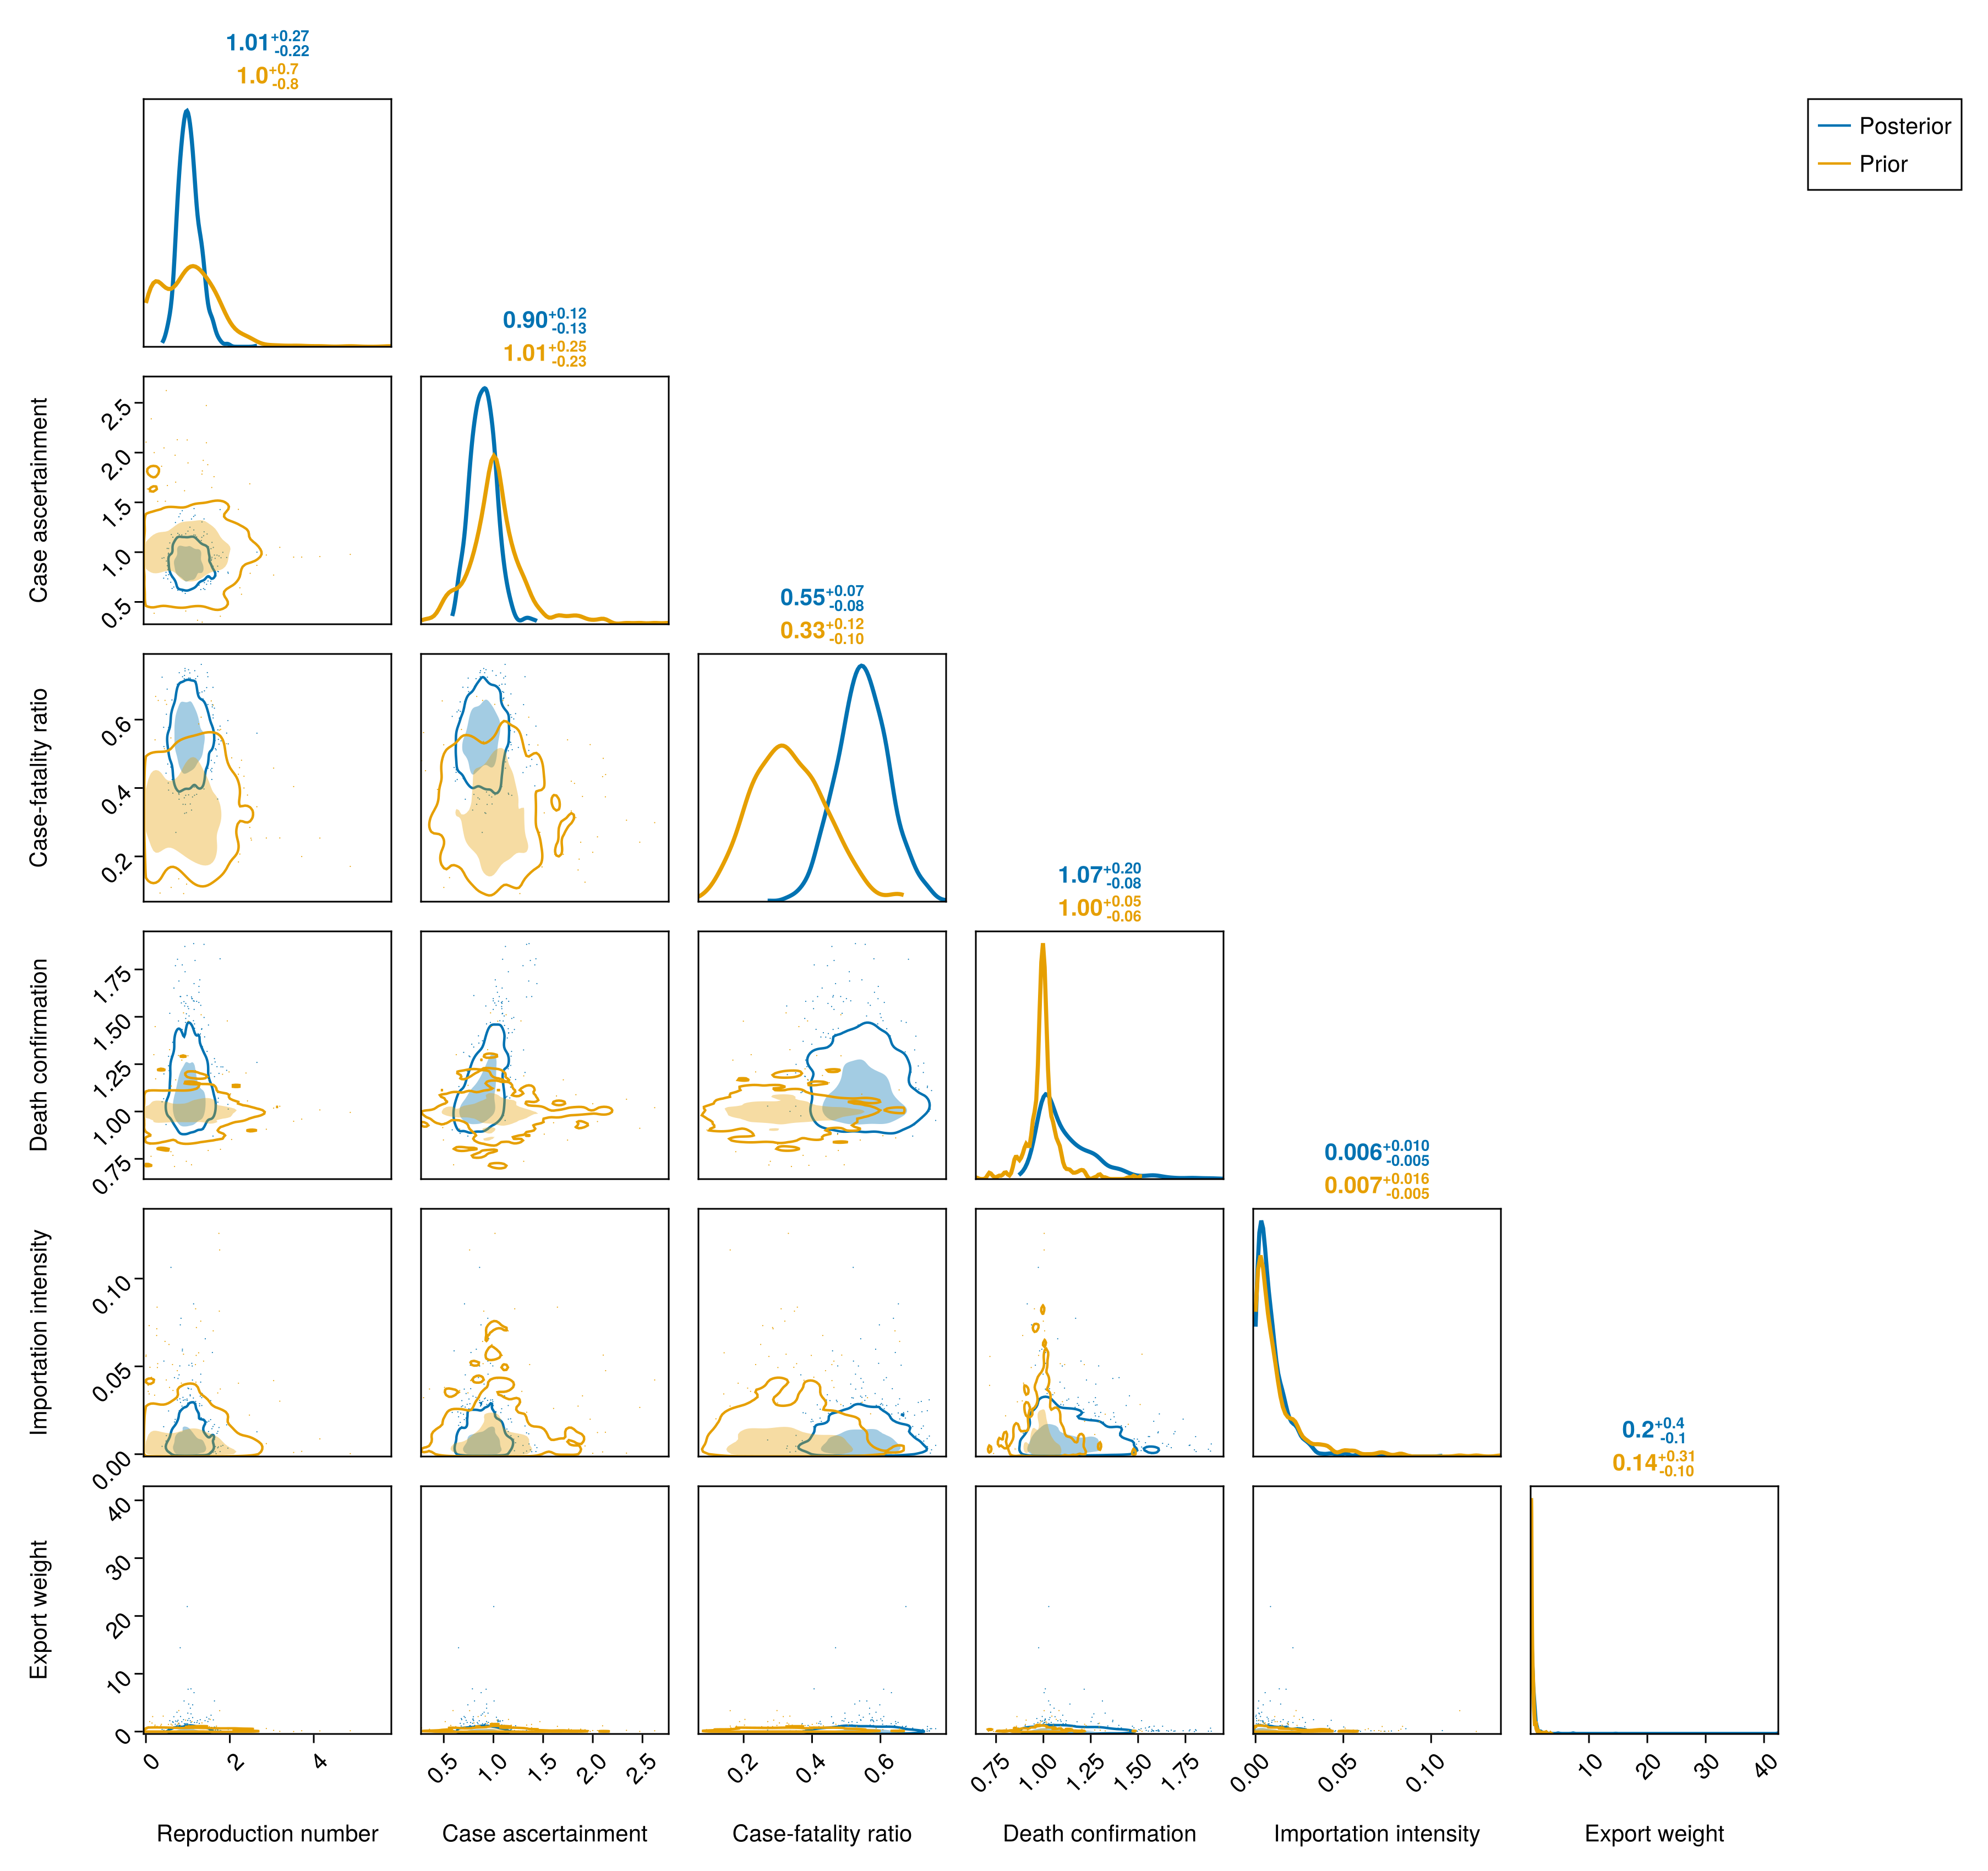 1.01+0.27-0.22
1.0+0.7-0.8
Posterior
Prior
0.90+0.12-0.13
1.01+0.25-0.23
Case ascertainment
2.5
2.0
1.5
1.0
0.5
0.55+0.07-0.08
0.33+0.12-0.10
Case-fatality ratio
0.6
0.4
0.2
1.07+0.20-0.08
1.00+0.05-0.06
Death confirmation
1.75
1.50
1.25
1.00
0.75
0.006+0.010-0.005
0.007+0.016-0.005
Importation intensity
0.10
0.05
0.00
0.2+0.4-0.1
0.14+0.31-0.10
Export weight
40
30
20
10
0
0 2 4
0.5 1.0 1.5 2.0 2.5
0.2 0.4 0.6
0.75 1.00 1.25 1.50 1.75
0.00 0.05 0.10
10 20 30 40
Reproduction number
Case ascertainment
Case-fatality ratio
Death confirmation
Importation intensity
Export weight